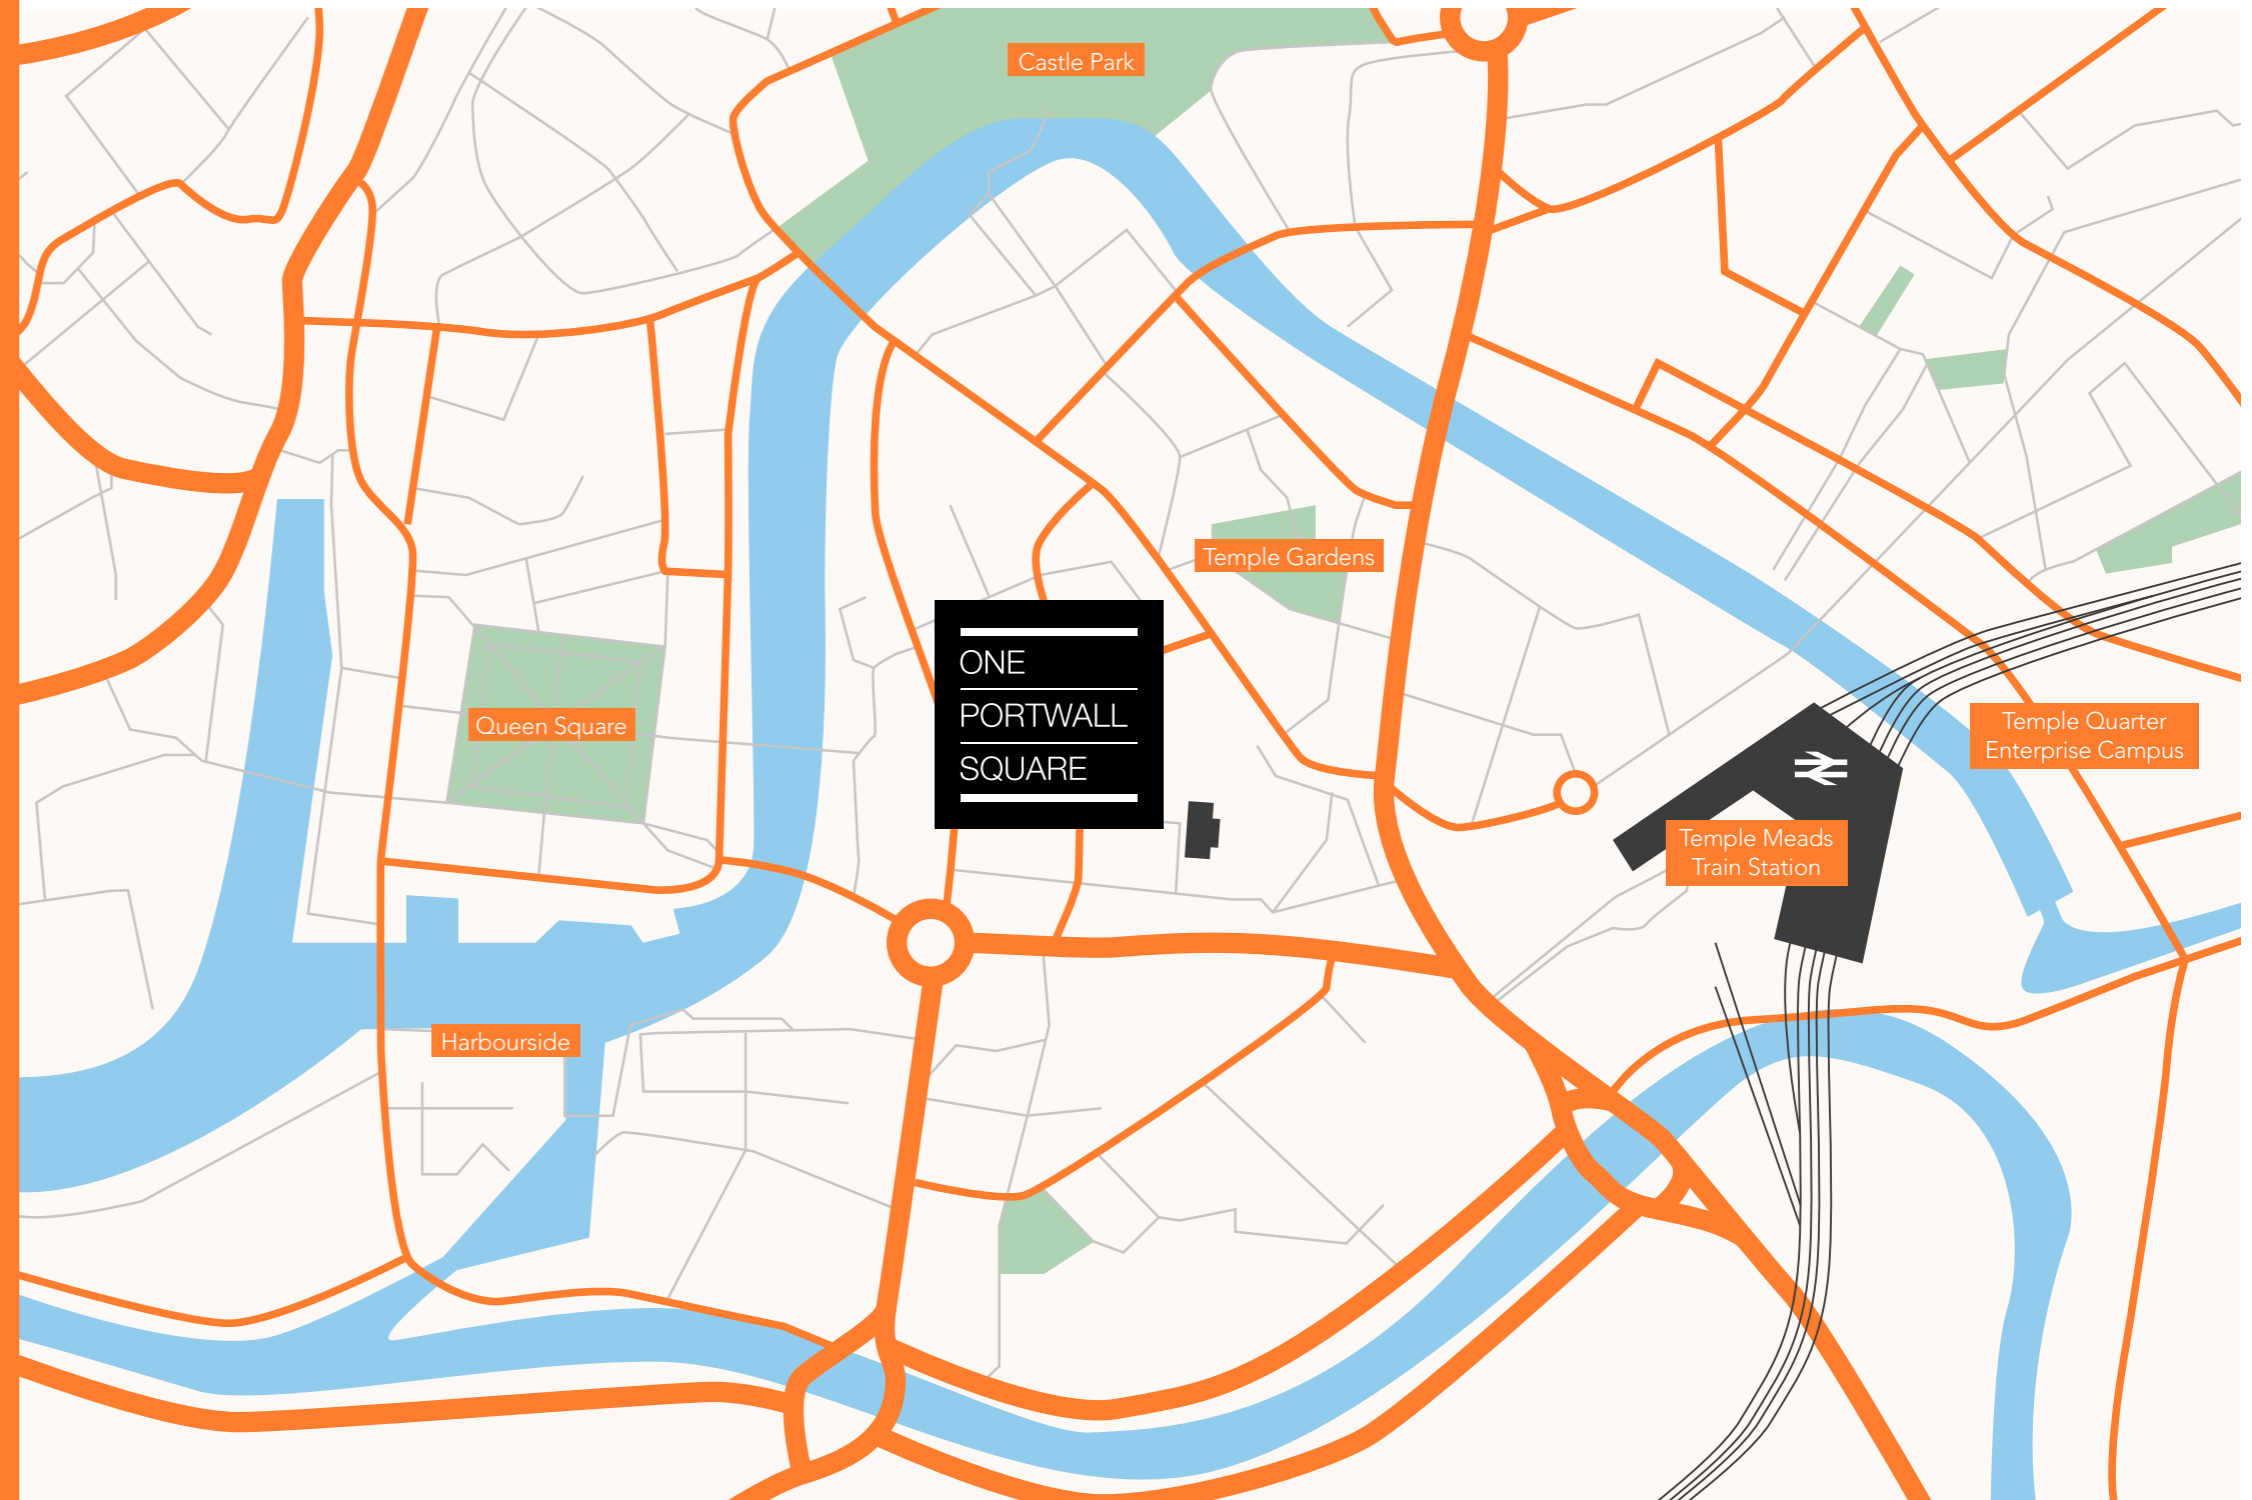 Castle Park
Temple Gardens
ONE
PORTWALL
SQUARE
Queen Square
Temple Quarter
Enterprise Campus
Temple Meads
Train Station
Harbourside